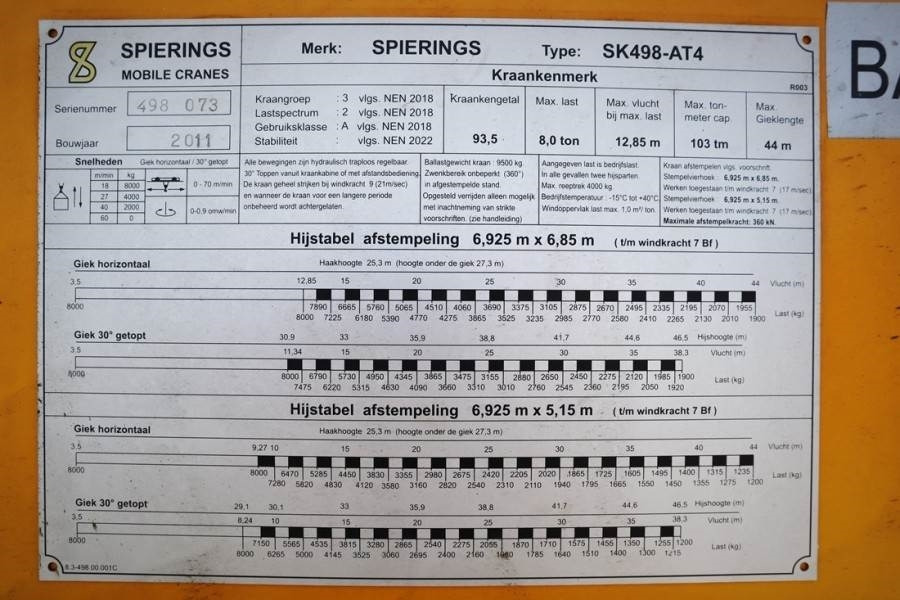 SPIERINGS
MOBILE CRANES
Merk: SPIERINGS Type: SK498-AT4
Kraankenmerk
R003
BA
Serienummer 498 073
Bouwjaar 2011
Kraangroep : 3 vlgs. NEN 2018
Lastspectrum : 2 vlgs. NEN 2018
Gebruiksklasse : A vlgs. NEN 2018
Stabiliteit : vlgs. NEN 2022
Kraankengetal
93,5
Max. last
8,0 ton
Max. vlucht
bij max. last
12,85 m
Max. ton-
meter cap.
103 tm
Max.
Gieklengte
44 m
Snelheden Giek horizontaal / 30° getopt
m/min kg
18 8000
27 4000
40 2000
60 0
0 - 70 m/min
0-0.9 omw/min
Alle bewegingen zijn hydraulisch traploos regelbaar.
30° Toppen vanuit kraankabine of met afstandsbediening.
De kraan geheel strijken bij windkracht 9 (21m/sec)
en wanneer de kraan voor een langere periode
onbeheerd wordt achtergelaten.
Ballastgewicht kraan : 9500 kg.
Zwenkbereik onbeperkt (360°)
in afgestempelde stand.
Opgesteld verrijden alleen mogelijk
met inachtneming van strikte
voorschriften. (zie handleiding)
Aangegeven last is bedrijfslast.
In alle gevallen twee hijsparten.
Max. reeptrek 4000 kg.
Bedrijfstemperatuur : -15°C tot +40°C.
Windoppervlak last max. 1,0 m²/ ton.
Kraan afstempelen vlgs. voorschrift.
Stempelvierhoek : 6,925 m x 6,85 m.
Werken toegestaan t/m windkracht 7 (17 m/sec)
Stempelvierhoek : 6,925 m x 5,15 m.
Werken toegestaan t/m windkracht 7 (17 m/sec)
Maximale afstempelkracht: 360 kN.
Hijstabel afstempeling 6,925 m x 6,85 m ( t/m windkracht 7 Bf )
Giek horizontaal Haakhoogte 25,3 m (hoogte onder de giek 27,3 m)
3,5 12,85 15 20 25 30 35 40 44 Vlucht (m)
8000 7890 6665 5760 5065 4510 4060 3690 3375 3105 2875 2670 2495 2335 2195 2070 1955
8000 7225 6180 5390 4770 4275 3865 3525 3235 2985 2770 2580 2410 2265 2130 2010 1900 Last (kg)
Giek 30° getopt 30.9 33 35,9 38,8 41,7 44,6 46,5 Hijshoogte (m)
3.5 11,34 15 20 25 30 35 38.3 Vlucht (m)
8000 8000 6790 5730 4950 4345 3865 3475 3155 2880 2650 2450 2275 2120 1985 1900
7475 6220 5315 4630 4090 3660 3310 3010 2760 2545 2360 2195 2050 1920 Last (kg)
Hijstabel afstempeling 6,925 m x 5,15 m ( t/m windkracht 7 Bf )
Giek horizontaal Haakhoogte 25,3 m (hoogte onder de giek 27,3 m)
3.5 9,27 10 15 20 25 30 35 40 44 Vlucht (m)
8000 8000 6470 5285 4450 3830 3355 2980 2675 2420 2205 2020 1865 1725 1605 1495 1400 1315 1235
7280 5820 4830 4120 3580 3160 2820 2540 2310 2110 1940 1795 1665 1550 1450 1355 1275 1200 Last (kg)
Giek 30° getopt 29,1 30,1 33 35,9 38,8 41,7 44,6 46,5 Hijshoogte (m)
3.5 8,24 10 15 20 25 30 35 38,3 Vlucht (m)
8000 7150 5565 4535 3815 3280 2865 2540 2275 2055 1870 1710 1575 1455 1350 1255 1200
8000 6265 5000 4145 3525 3060 2695 2400 2160 1785 1640 1510 1400 1300 1215 Last (kg)
8.3-498.00.001C